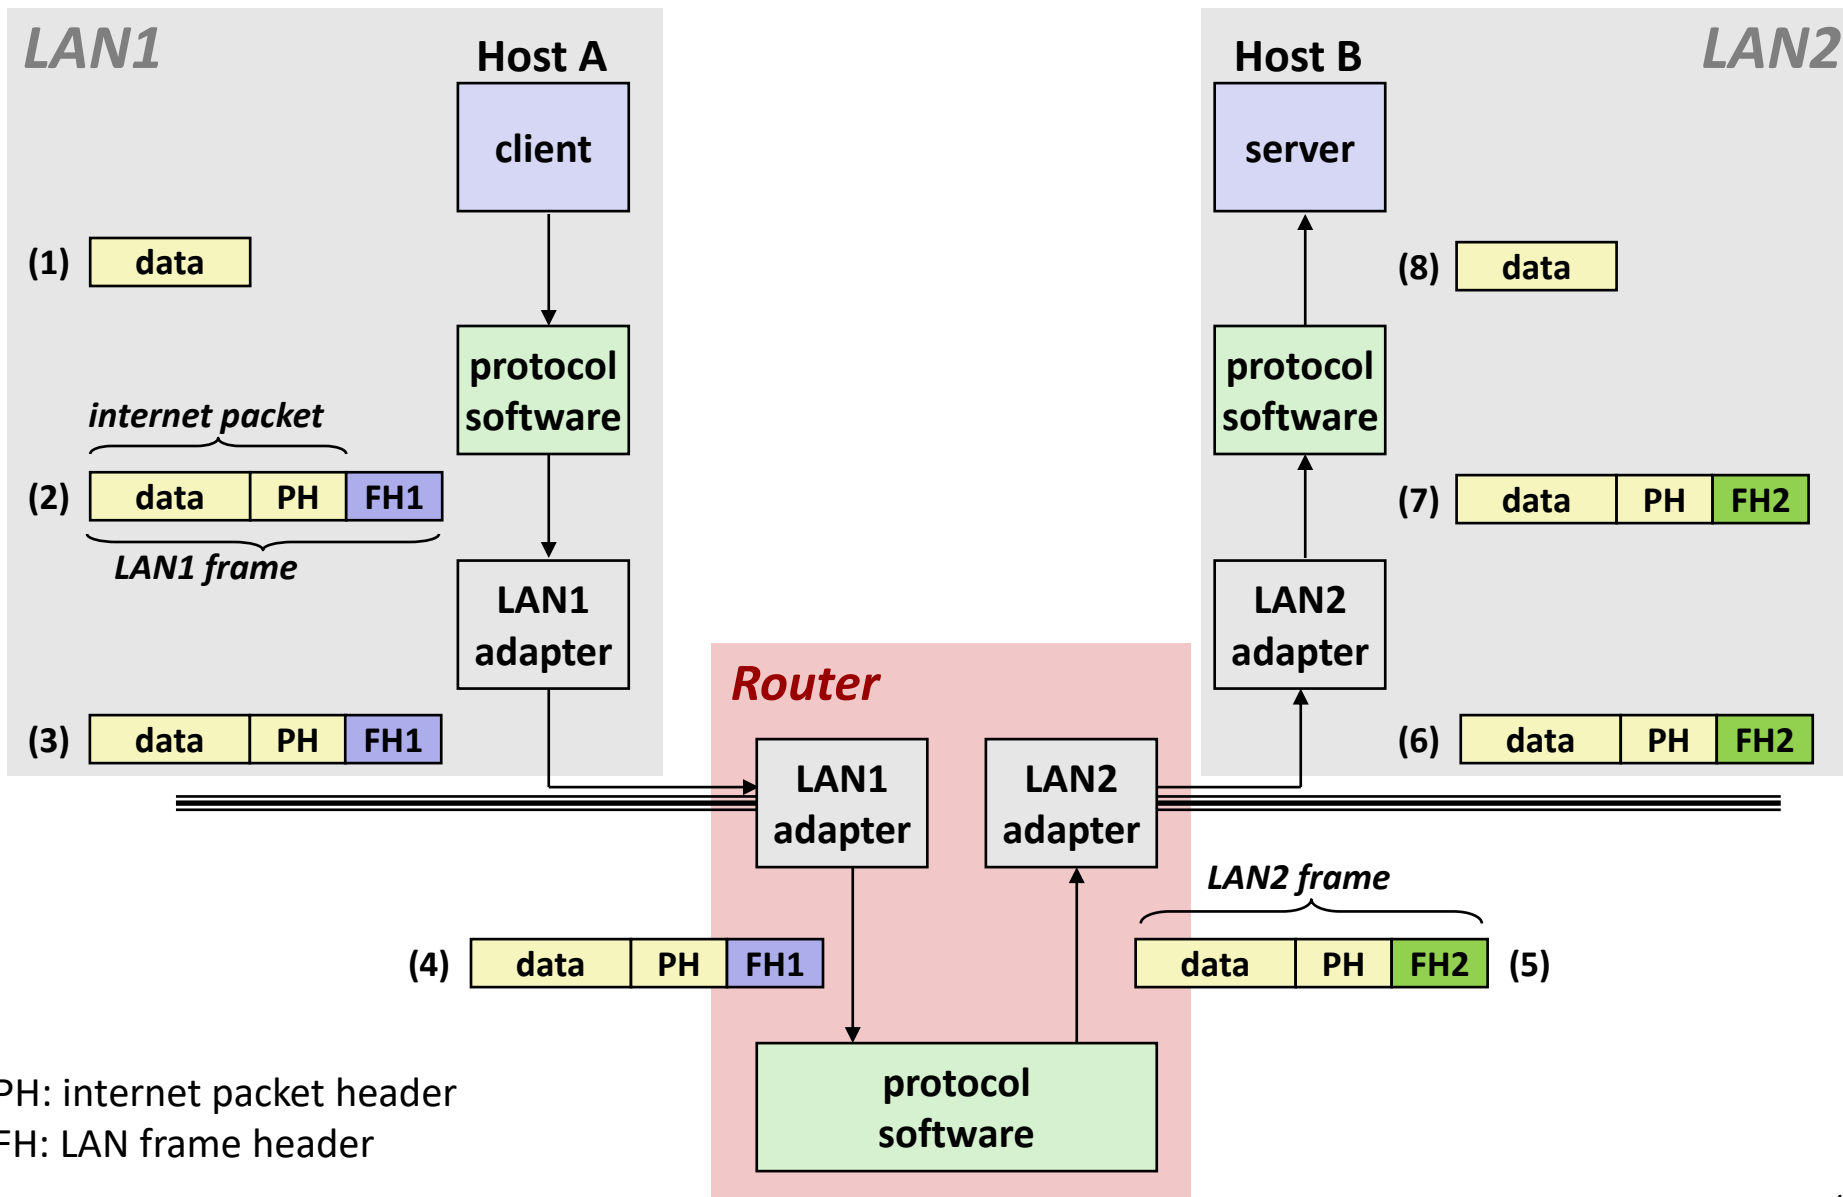 LAN1
Host A
Host B
LAN2
client
server
(1) data
(8) data
protocol
software
protocol
software
internet packet
(2) data PH FH1
(7) data PH FH2
LAN1 frame
LAN1
adapter
LAN2
adapter
Router
(3) data PH FH1
(6) data PH FH2
LAN1
adapter
LAN2
adapter
LAN2 frame
(4) data PH FH1
data PH FH2 (5)
protocol
software
PH: internet packet header
FH: LAN frame header